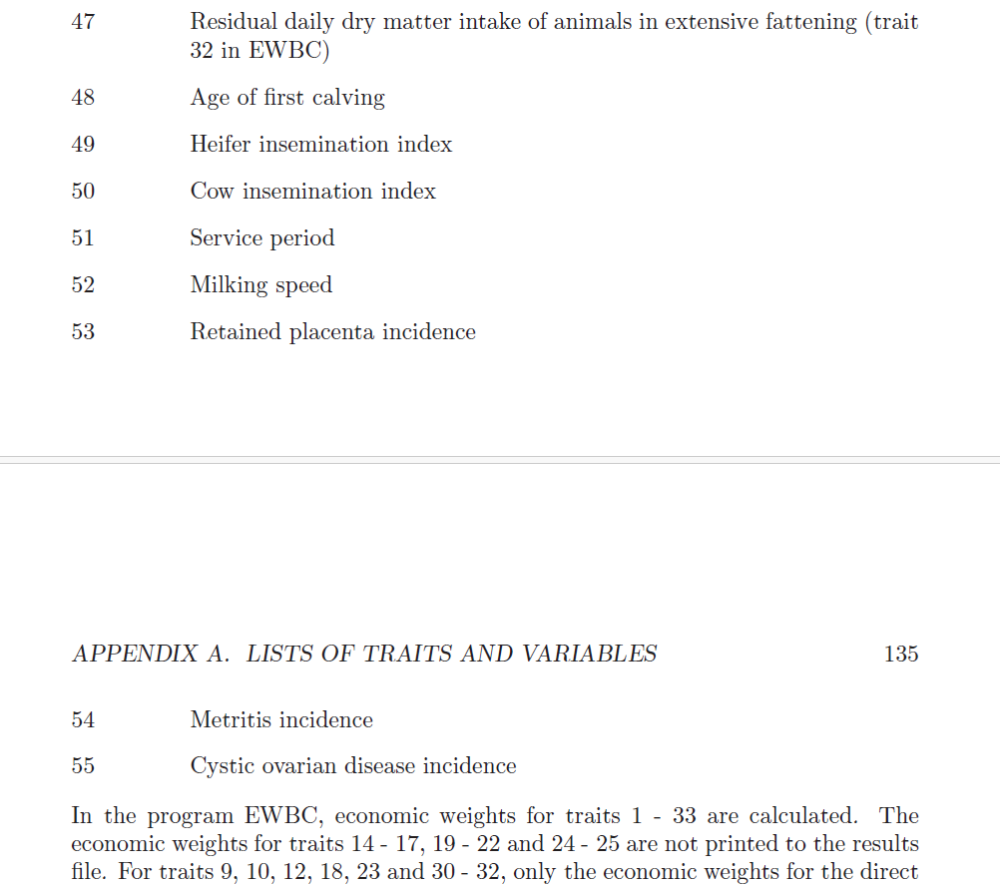 47 Residual daily dry matter intake of animals in extensive fattening (trait
32 in EWBC)
48 Age of first calving
49 Heifer insemination index
50 Cow insemination index
51 Service period
52 Milking speed
53 Retained placenta incidence
APPENDIX A. LISTS OF TRAITS AND VARIABLES 135
54 Metritis incidence
55 Cystic ovarian disease incidence
In the program EWBC, economic weights for traits 1 - 33 are calculated. The
economic weights for traits 14 - 17, 19 - 22 and 24 - 25 are not printed to the results
file. For traits 9, 10, 12, 18, 23 and 30 - 32, only the economic weights for the direct